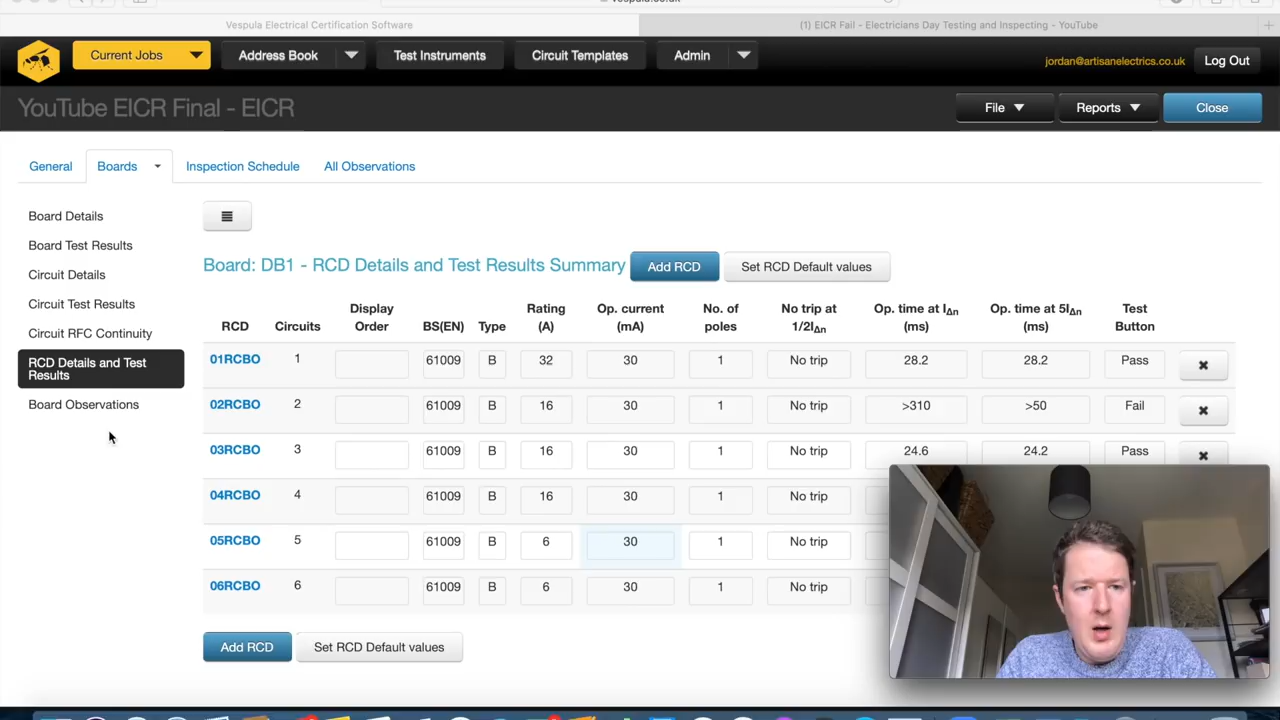 Vespula Electrical Certification Software
(1) EICR Fail - Electricians Day Testing and Inspecting - YouTube
Current Jobs
Address Book
Test Instruments
Circuit Templates
Admin
jordan@artisanelectrics.co.uk
Log Out
YouTube EICR Final - EICR
File
Reports
Close
General
Boards
Inspection Schedule
All Observations
Board Details
Board Test Results
Circuit Details
Circuit Test Results
Circuit RFC Continuity
RCD Details and Test
Results
Board Observations
Board: DB1 - RCD Details and Test Results Summary
Add RCD
Set RCD Default values
RCD Circuits Display Order BS(EN) Type Rating (A) Op. current (mA) No. of poles No trip at 1/2IΔn Op. time at IΔn (ms) Op. time at 5IΔn (ms) Test Button
01RCBO 1 61009 B 32 30 1 No trip 28.2 28.2 Pass
02RCBO 2 61009 B 16 30 1 No trip >310 >50 Fail
03RCBO 3 61009 B 16 30 1 No trip 24.6 24.2 Pass
04RCBO 4 61009 B 16 30 1 No trip
05RCBO 5 61009 B 6 30 1 No trip
06RCBO 6 61009 B 6 30 1 No trip
Add RCD
Set RCD Default values